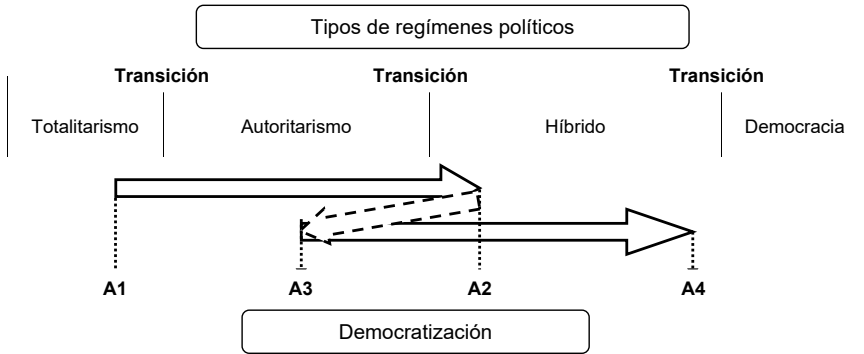 Tipos de regímenes políticos
Transición Transición Transición
Totalitarismo Autoritarismo Híbrido Democracia
A1 A3 A2 A4
Democratización